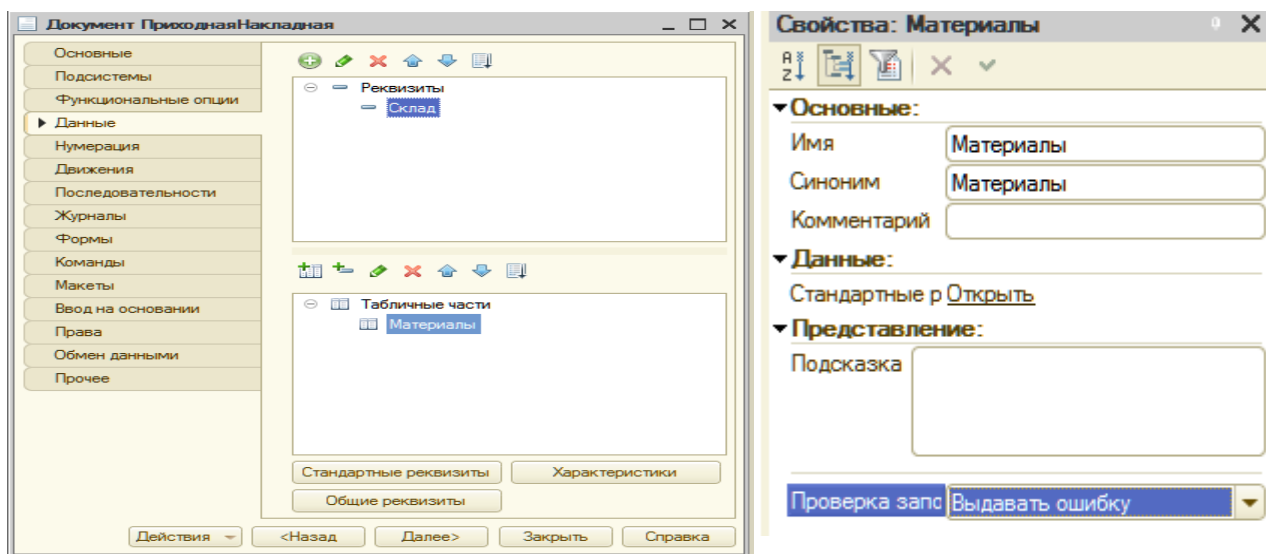 Документ ПриходнаяНакладная
Основные
Подсистемы
Функциональные опции
Данные
Нумерация
Движения
Последовательности
Журналы
Формы
Команды
Макеты
Ввод на основании
Права
Обмен данными
Прочее
Реквизиты
Склад
Табличные части
Материалы
Стандартные реквизиты
Характеристики
Общие реквизиты
Действия
<Назад
Далее>
Закрыть
Справка
Свойства: Материалы
Основные:
Имя Материалы
Синоним Материалы
Комментарий
Данные:
Стандартные р Открыть
Представление:
Подсказка
Проверка запо Выдавать ошибку